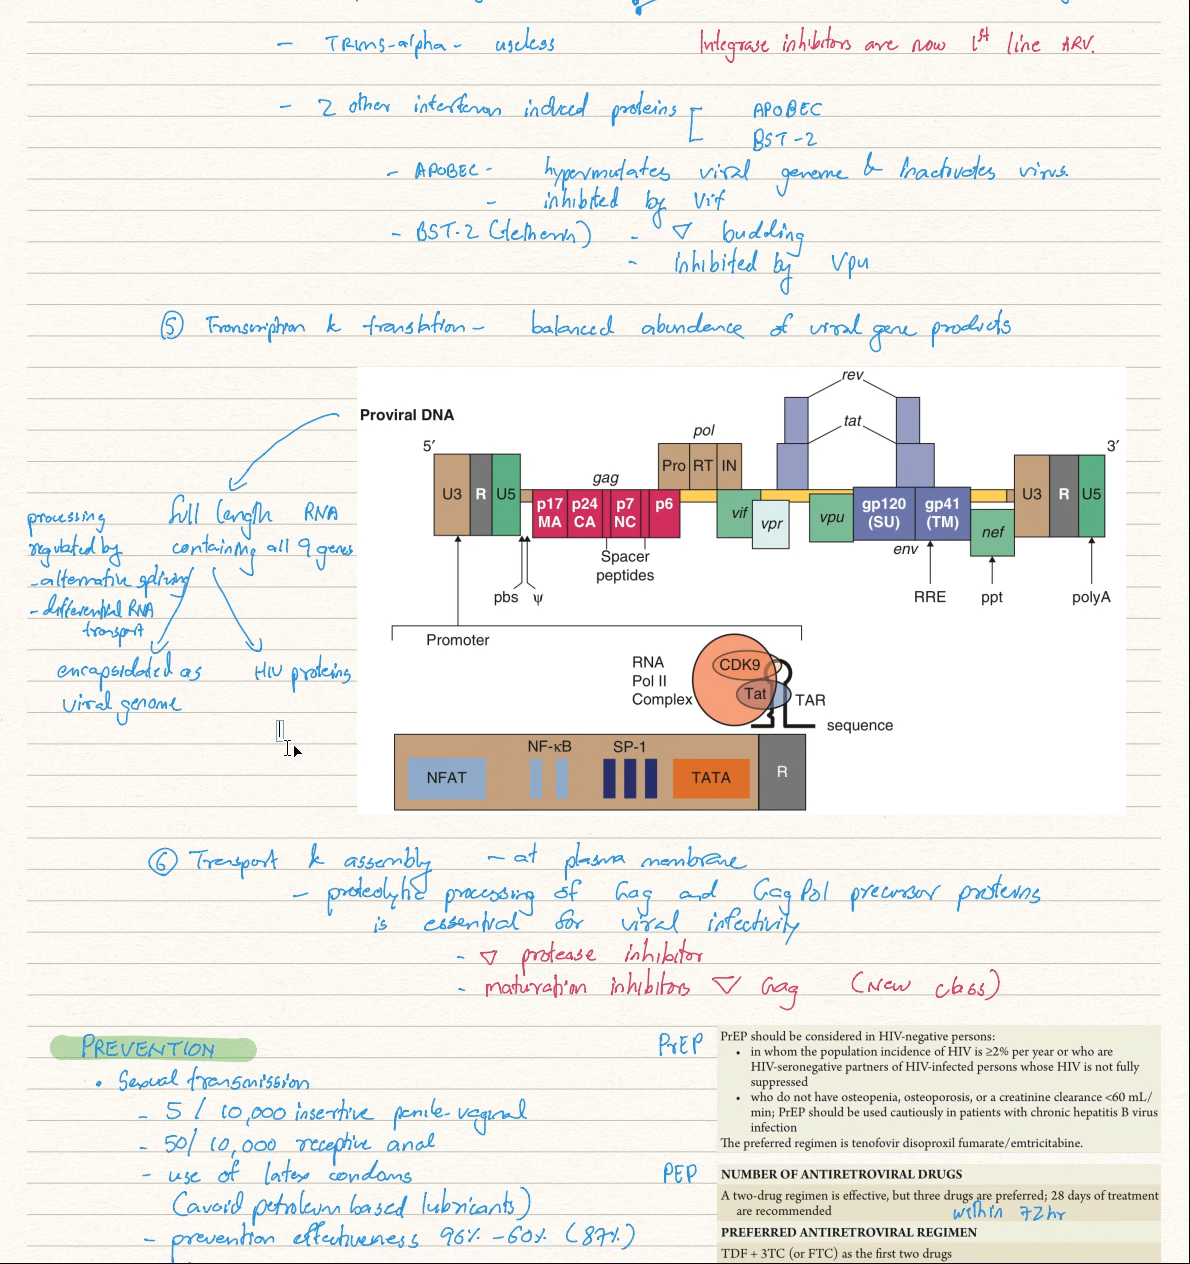 - TRIM5-alpha - useless
Integrase inhibitors are now 1st line ARV.
- 2 other interferon induced proteins [ APOBEC
BST-2
- APOBEC - hypermutates viral genome & inactivates virus.
- inhibited by Vif
- BST-2 (tetherin) - ▽ budding
- inhibited by Vpu
⑤ Transcription & translation - balanced abundance of viral gene products
Proviral DNA
5′
3′
rev
tat
pol
Pro RT IN
gag
U3 R U5
p17 MA
p24 CA
p7 NC
p6
vif
vpr
vpu
gp120 (SU)
gp41 (TM)
env
nef
U3 R U5
Spacer
peptides
pbs ψ
RRE
ppt
polyA
Promoter
full length RNA
containing all 9 genes
processing
regulated by
- alternative splicing
- differential RNA
transport
encapsidated as
viral genome
HIV proteins
RNA
Pol II
Complex
CDK9
Tat
TAR
sequence
NF-κB
SP-1
NFAT
TATA
R
⑥ Transport & assembly - at plasma membrane
- proteolytic processing of Gag and Gag Pol precursor proteins
is essential for viral infectivity
- ▽ protease inhibitor
- maturation inhibitors ▽ Gag (New class)
PREVENTION
• Sexual transmission
- 5 / 10,000 insertive penile-vaginal
- 50/ 10,000 receptive anal
- use of latex condoms
(avoid petroleum based lubricants)
- prevention effectiveness 96% - 60% (87%)
PrEP
PrEP should be considered in HIV-negative persons:
• in whom the population incidence of HIV is ≥2% per year or who are
HIV-seronegative partners of HIV-infected persons whose HIV is not fully
suppressed
• who do not have osteopenia, osteoporosis, or a creatinine clearance <60 mL/
min; PrEP should be used cautiously in patients with chronic hepatitis B virus
infection
The preferred regimen is tenofovir disoproxil fumarate/emtricitabine.
PEP
NUMBER OF ANTIRETROVIRAL DRUGS
A two-drug regimen is effective, but three drugs are preferred; 28 days of treatment
are recommended
within 72hr
PREFERRED ANTIRETROVIRAL REGIMEN
TDF + 3TC (or FTC) as the first two drugs